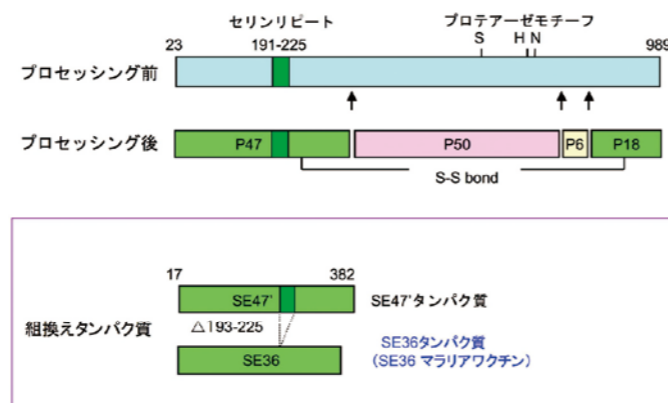 セリンリピート
プロテアーゼモチーフ
23 191-225 S H N 989
プロセッシング前
プロセッシング後 P47 P50 P6 P18
S-S bond
17 382
組換えタンパク質 SE47' SE47'タンパク質
△193-225
SE36 SE36タンパク質
(SE36 マラリアワクチン)